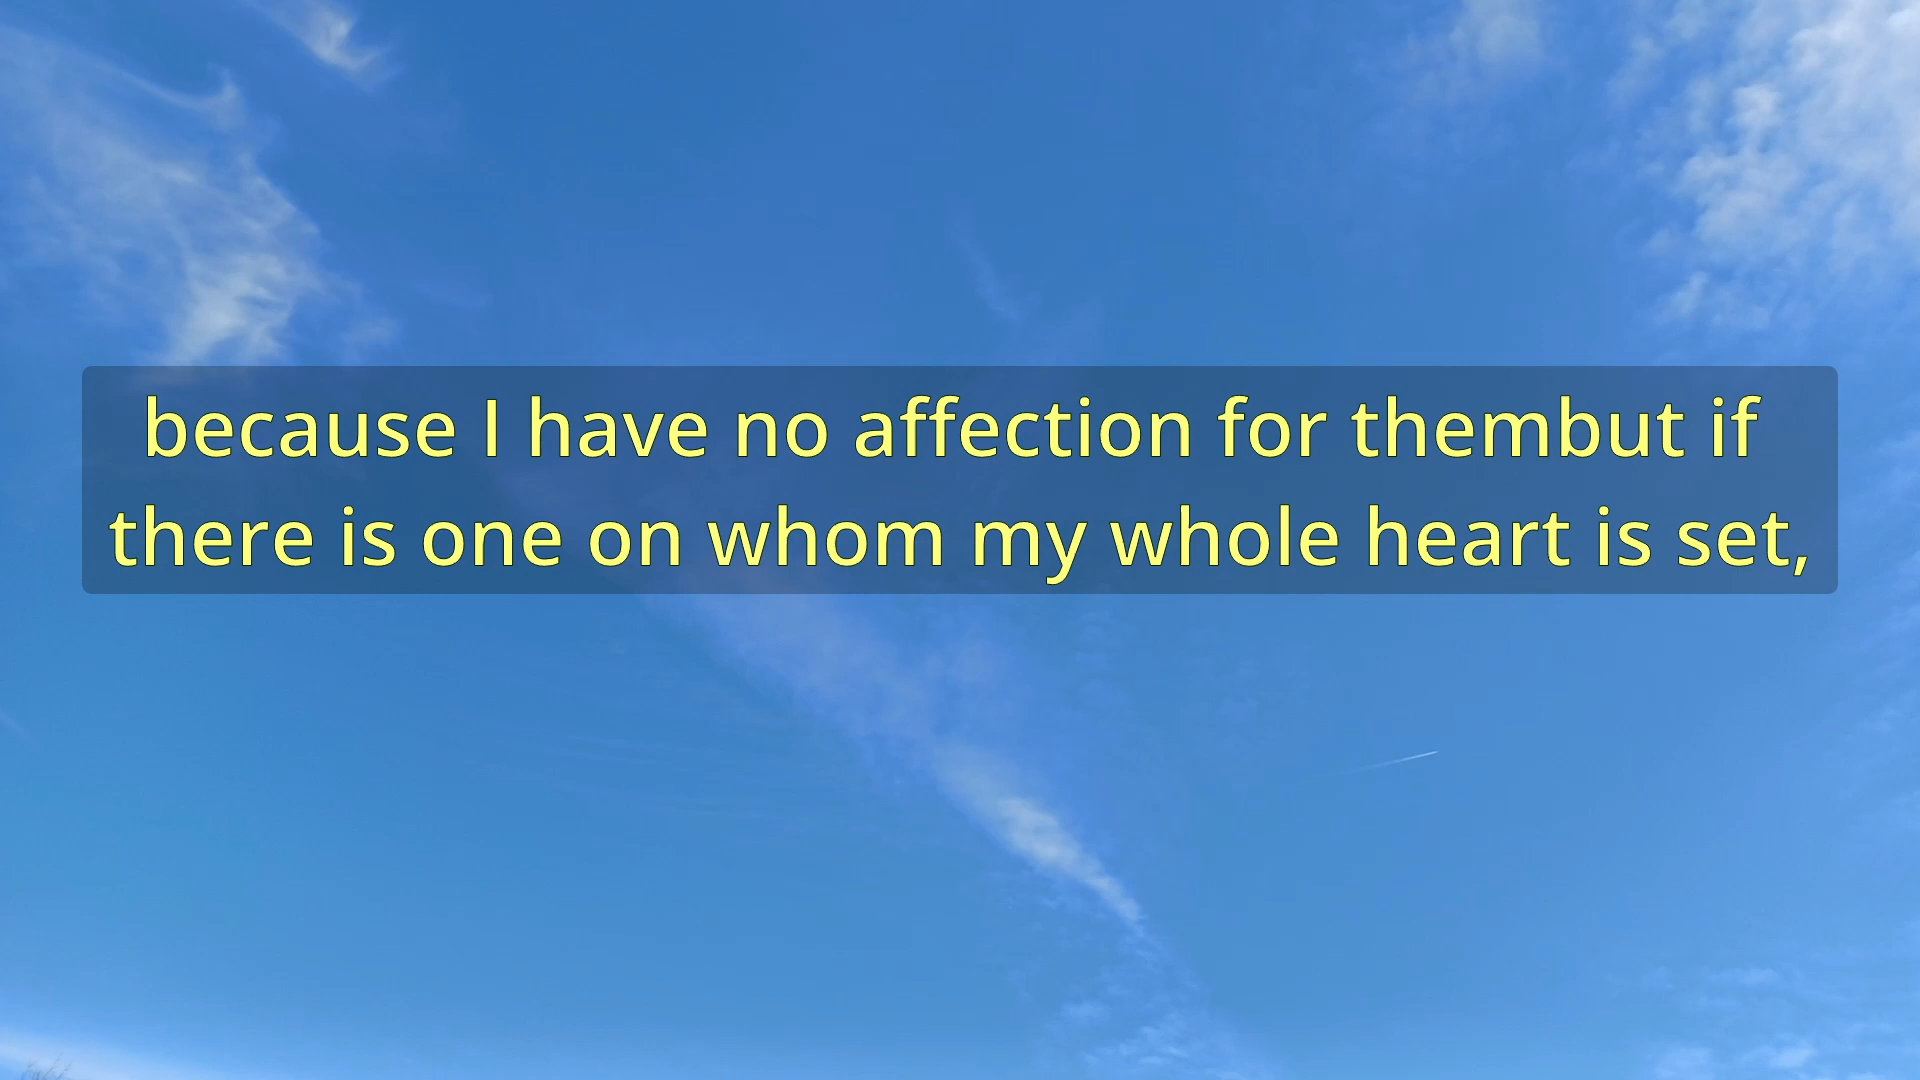 because I have no affection for thembut if
there is one on whom my whole heart is set,